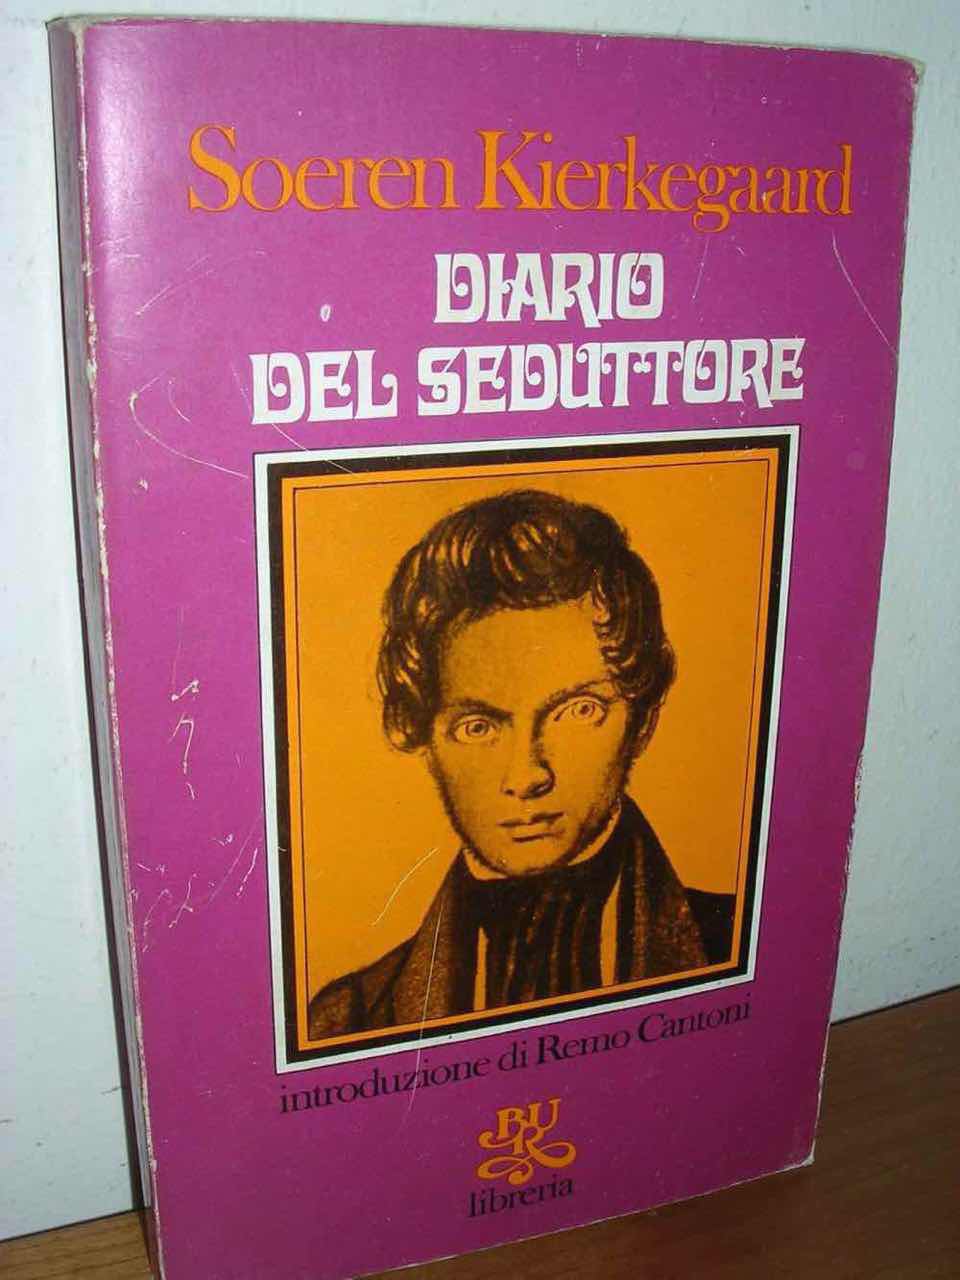 Soeren Kierkegaard
DIARIO
DEL SEDUTTORE
introduzione di Remo Cantoni
BUR
libreria